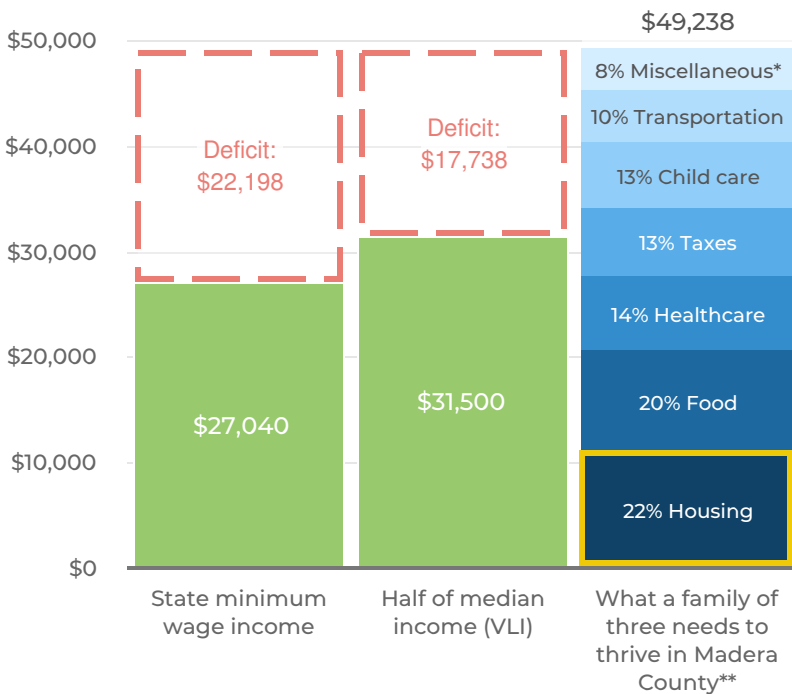 $49,238
$50,000
$40,000
$30,000
$20,000
$10,000
$0
Deficit:
$22,198
$27,040
Deficit:
$17,738
$31,500
8% Miscellaneous*
10% Transportation
13% Child care
13% Taxes
14% Healthcare
20% Food
22% Housing
State minimum
wage income
Half of median
income (VLI)
What a family of
three needs to
thrive in Madera
County**